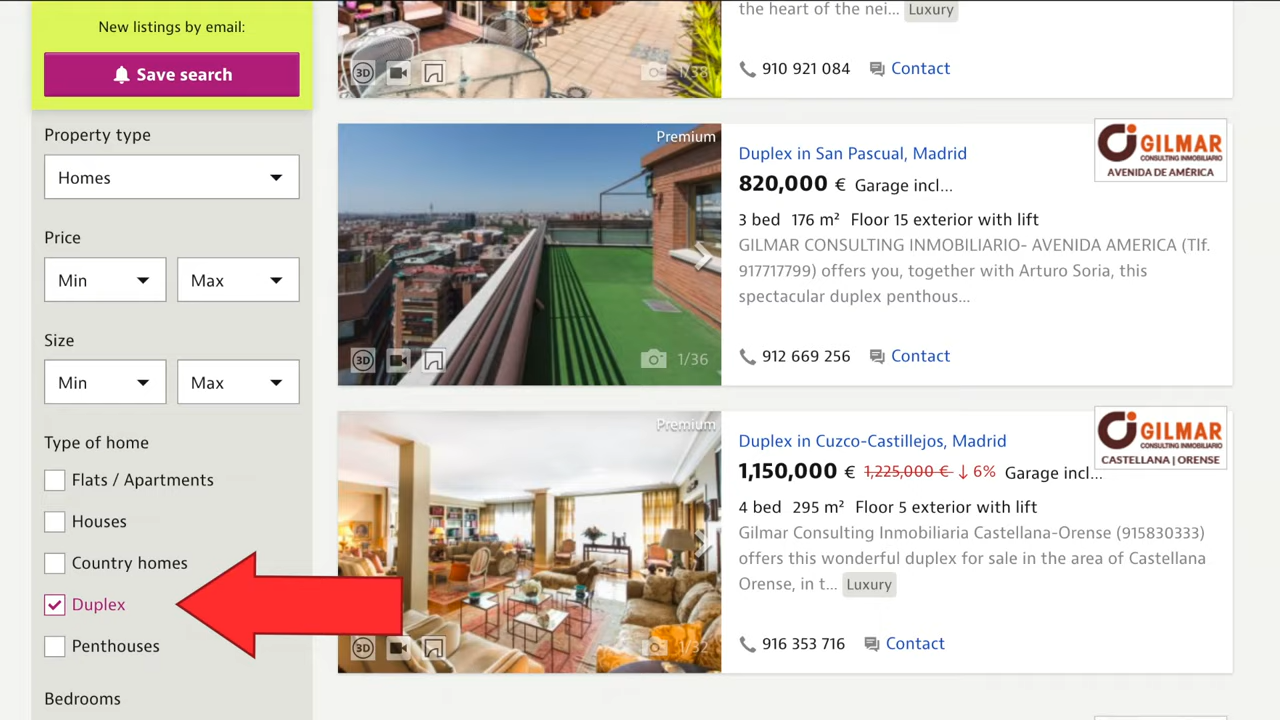 New listings by email:
Save search
Property type
Homes
Price
Min
Max
Size
Min
Max
Type of home
Flats / Apartments
Houses
Country homes
Duplex
Penthouses
Bedrooms
the heart of the nei... Luxury
3D
1/38
910 921 084 Contact
Premium
Duplex in San Pascual, Madrid
820,000 € Garage incl...
3 bed 176 m² Floor 15 exterior with lift
GILMAR CONSULTING INMOBILIARIO- AVENIDA AMERICA (Tlf.
917717799) offers you, together with Arturo Soria, this
spectacular duplex penthous...
GILMAR
CONSULTING INMOBILIARIO
AVENIDA DE AMÉRICA
3D
1/36
912 669 256 Contact
Premium
Duplex in Cuzco-Castillejos, Madrid
1,150,000 € 1,225,000 € ↓ 6% Garage incl...
4 bed 295 m² Floor 5 exterior with lift
Gilmar Consulting Inmobiliaria Castellana-Orense (915830333)
offers this wonderful duplex for sale in the area of Castellana
Orense, in t... Luxury
GILMAR
CONSULTING INMOBILIARIO
CASTELLANA | ORENSE
3D
1/32
916 353 716 Contact